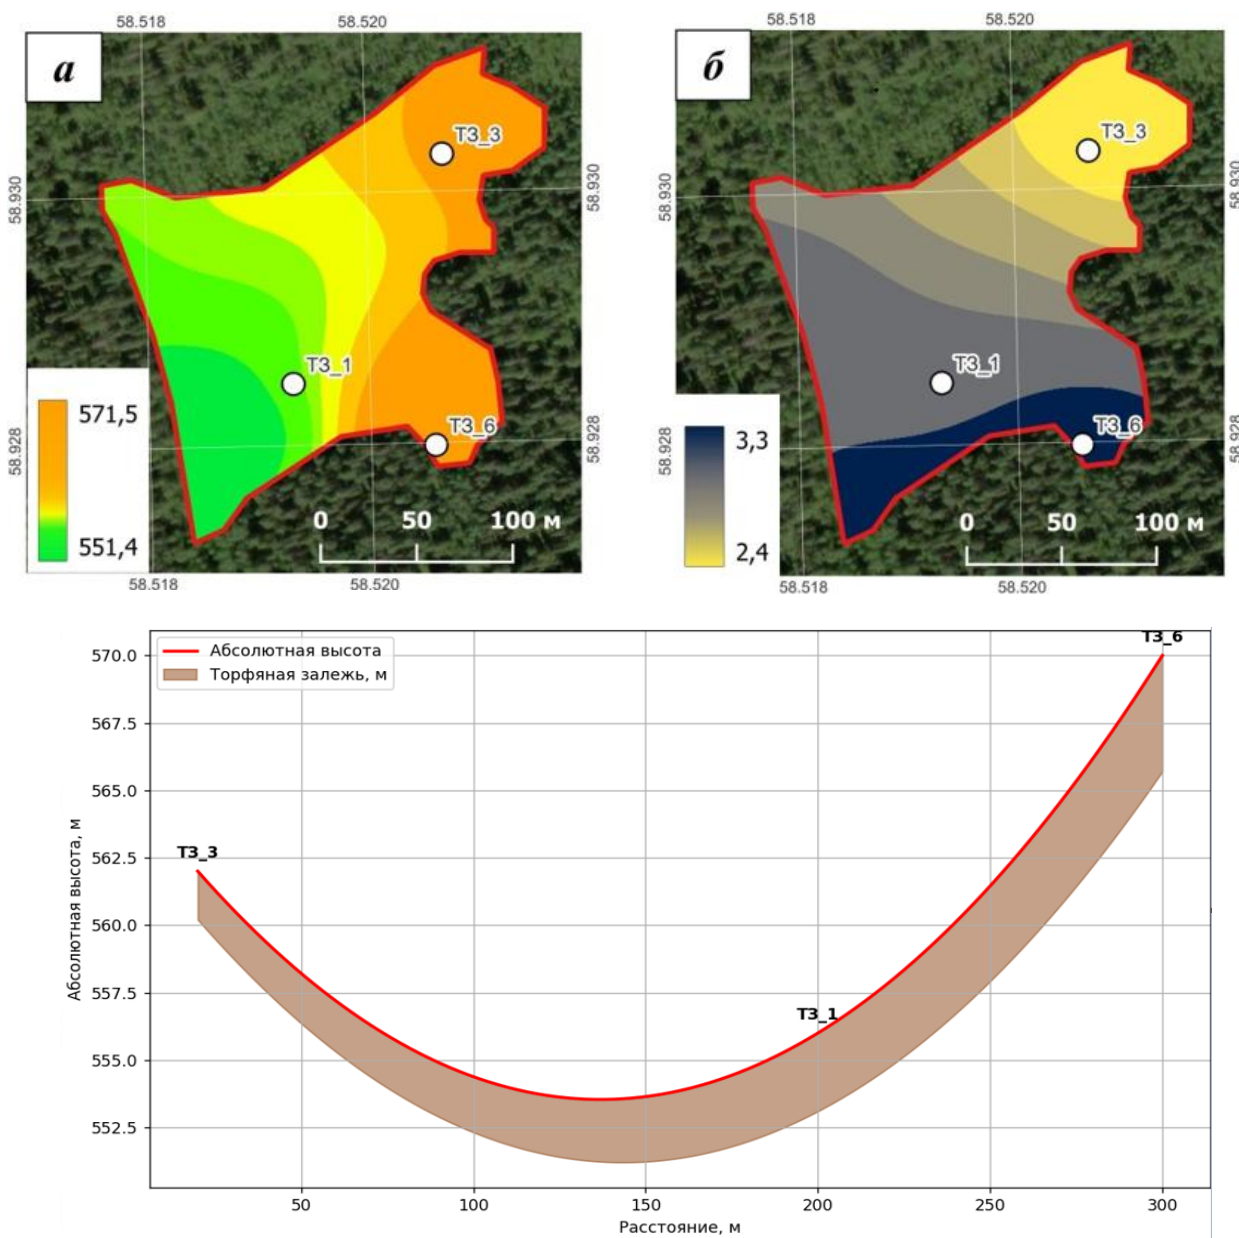 58.518
58.520
а
ТЗ_3
58.930
58.930
ТЗ_1
ТЗ_6
571,5
551,4
58.928
58.928
0 50 100 м
58.518
58.520
58.518
58.520
б
ТЗ_3
58.930
58.930
ТЗ_1
ТЗ_6
3,3
2,4
58.928
58.928
0 50 100 м
58.518
58.520
Абсолютная высота
Торфяная залежь, м
ТЗ_3
ТЗ_1
ТЗ_6
Абсолютная высота, м
570.0
567.5
565.0
562.5
560.0
557.5
555.0
552.5
50 100 150 200 250 300
Расстояние, м